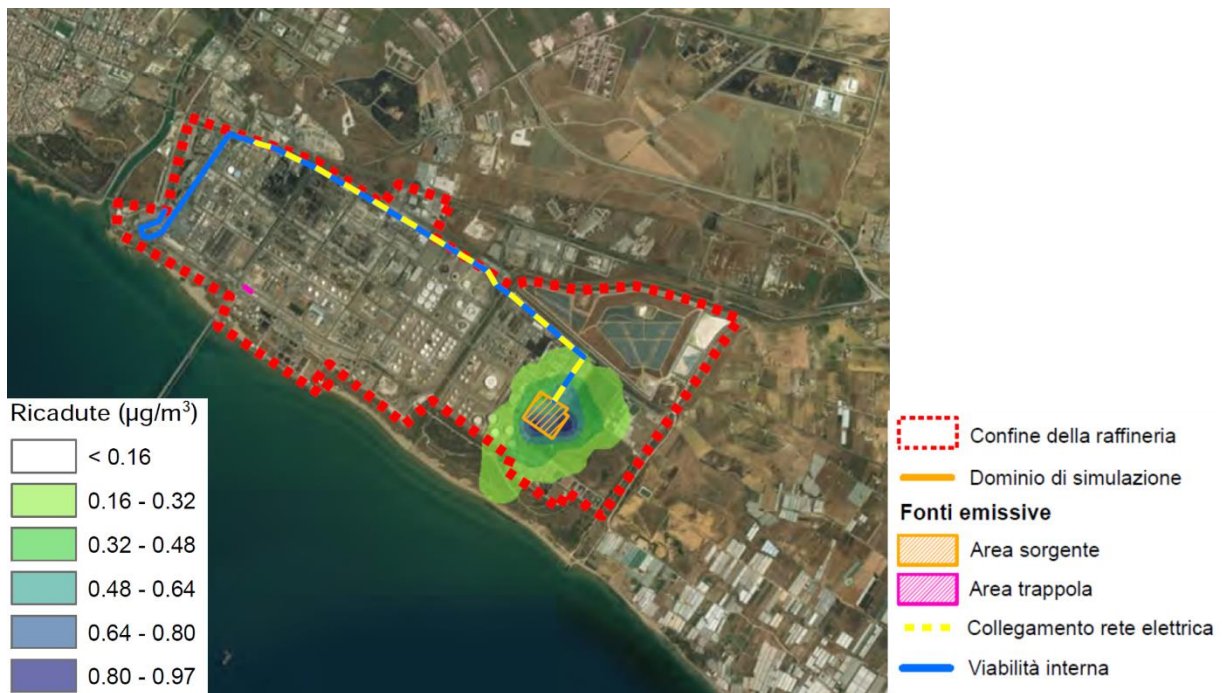 Ricadute (µg/m³)
< 0.16
0.16 - 0.32
0.32 - 0.48
0.48 - 0.64
0.64 - 0.80
0.80 - 0.97
Confine della raffineria
Dominio di simulazione
Fonti emissive
Area sorgente
Area trappola
Collegamento rete elettrica
Viabilità interna